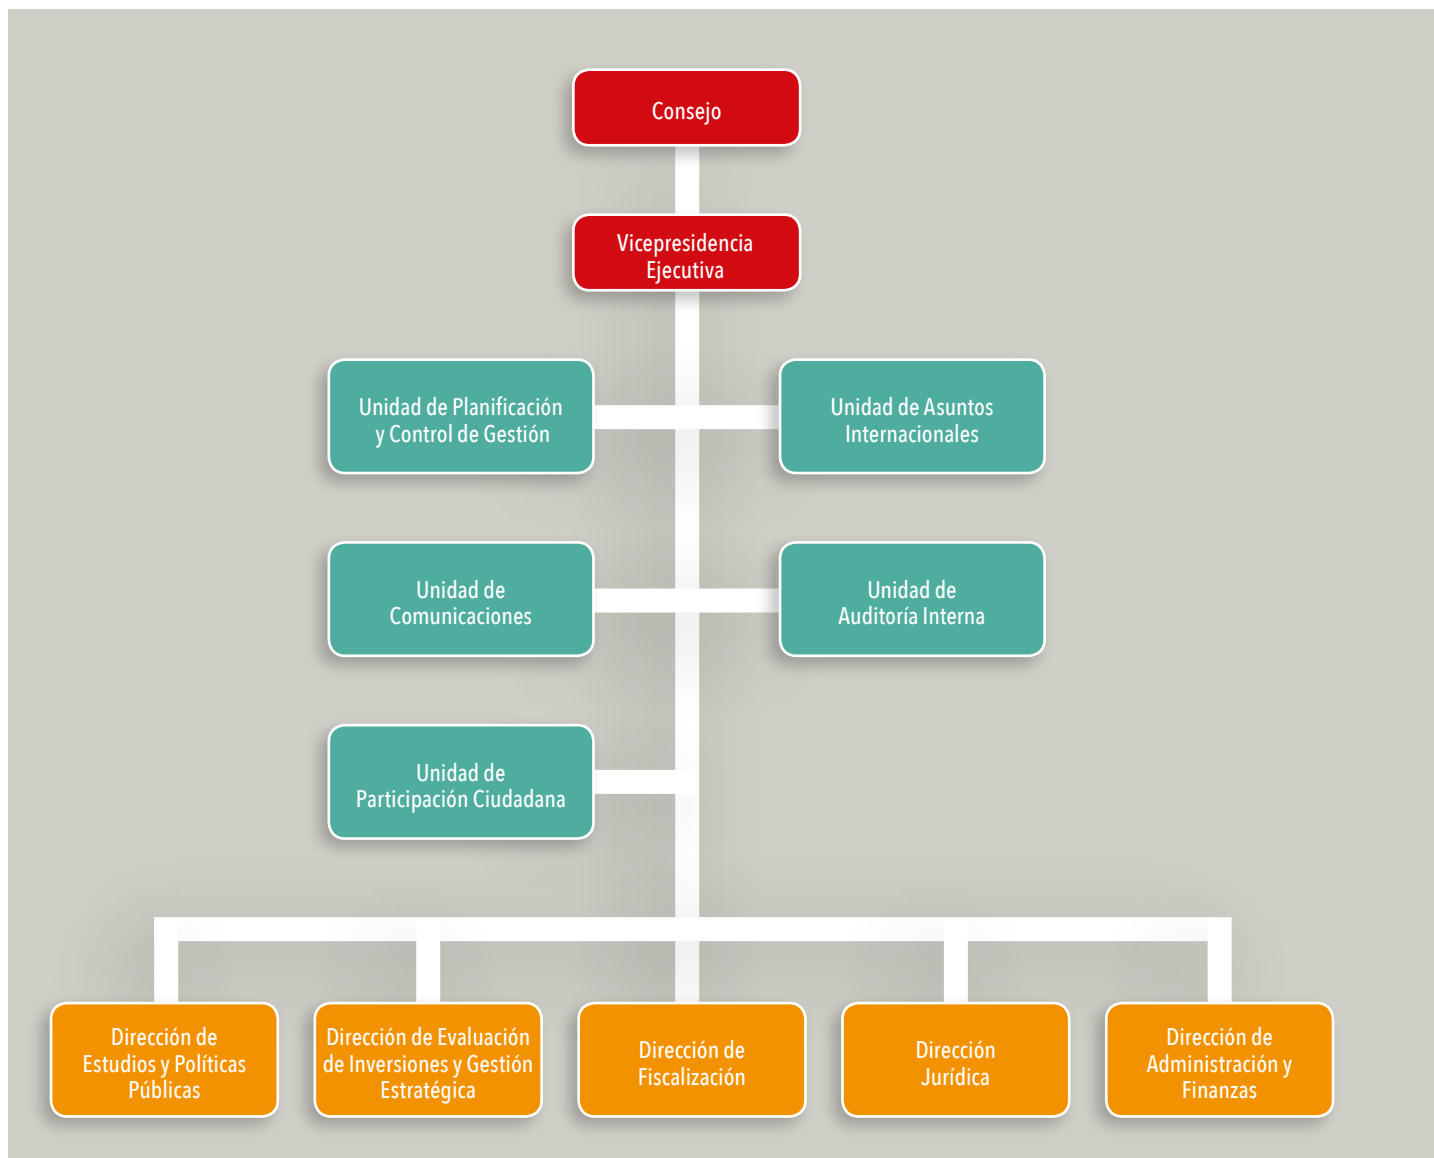 Consejo
Vicepresidencia
Ejecutiva
Unidad de Planificación
y Control de Gestión
Unidad de Asuntos
Internacionales
Unidad de
Comunicaciones
Unidad de
Auditoría Interna
Unidad de
Participación Ciudadana
Dirección de
Estudios y Políticas
Públicas
Dirección de Evaluación
de Inversiones y Gestión
Estratégica
Dirección de
Fiscalización
Dirección
Jurídica
Dirección de
Administración y
Finanzas